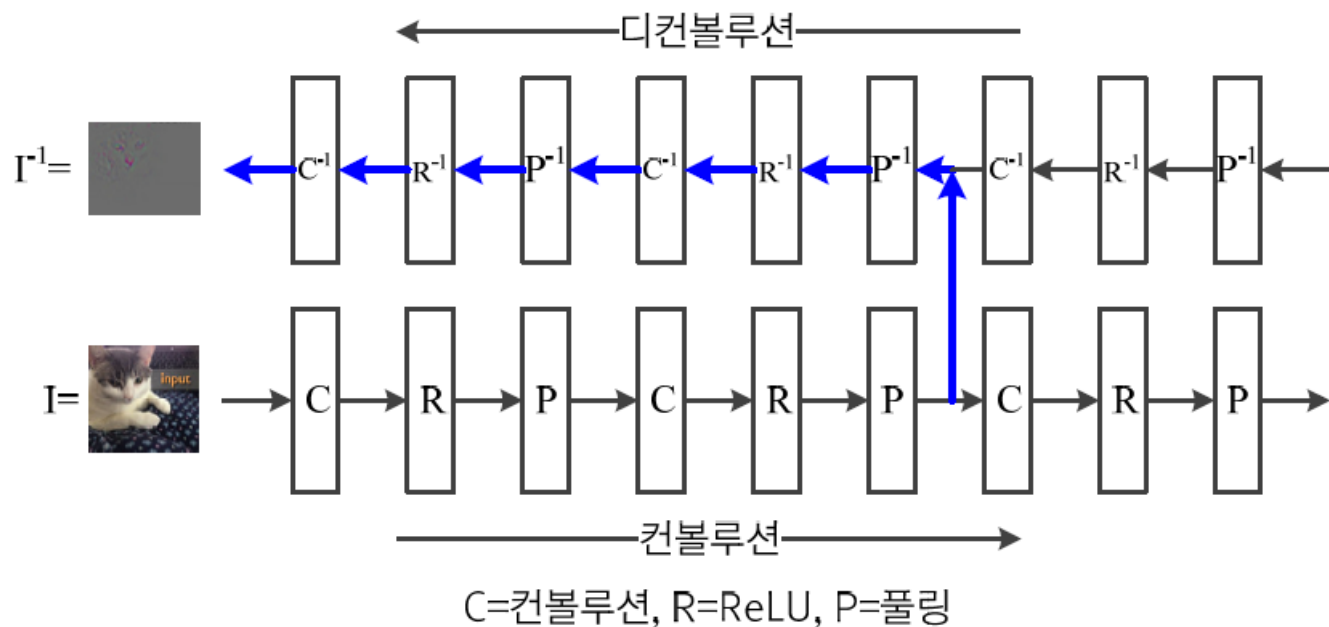 디컨볼루션
I⁻¹= C⁻¹ R⁻¹ P⁻¹ C⁻¹ R⁻¹ P⁻¹ C⁻¹ R⁻¹ P⁻¹
input
I= C R P C R P C R P
컨볼루션
C=컨볼루션, R=ReLU, P=풀링